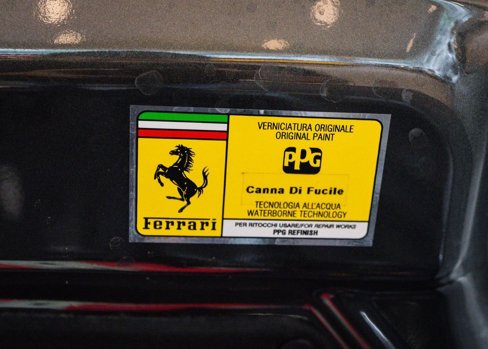 Ferrari
VERNICIATURA ORIGINALE
ORIGINAL PAINT
PPG
Canna Di Fucile
TECNOLOGIA ALL'ACQUA
WATERBORNE TECHNOLOGY
PER RITOCCHI USARE/FOR REPAIR WORKS
PPG REFINISH